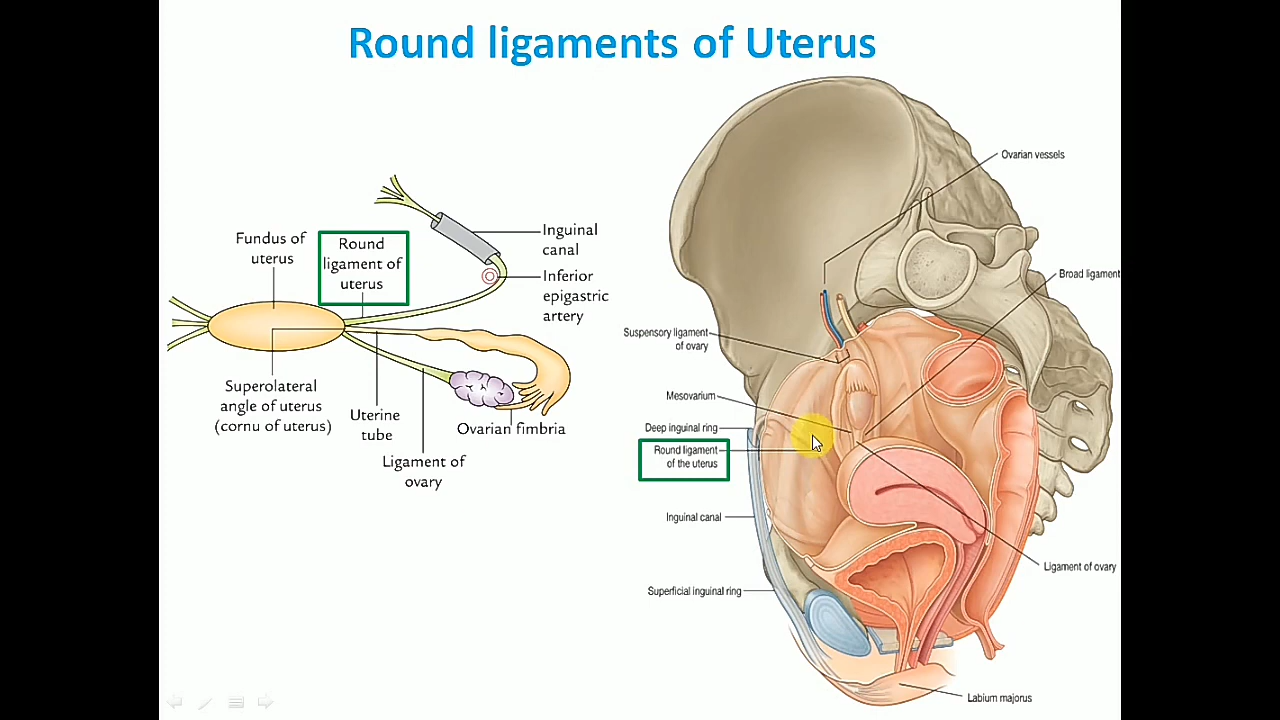 Round ligaments of Uterus
Fundus of
uterus
Round
ligament of
uterus
Inguinal
canal
Inferior
epigastric
artery
Superolateral
angle of uterus
(cornu of uterus)
Uterine
tube
Ligament of
ovary
Ovarian fimbria
Ovarian vessels
Broad ligament
Suspensory ligament
of ovary
Mesovarium
Deep inguinal ring
Round ligament
of the uterus
Inguinal canal
Superficial inguinal ring
Ligament of ovary
Labium majorus